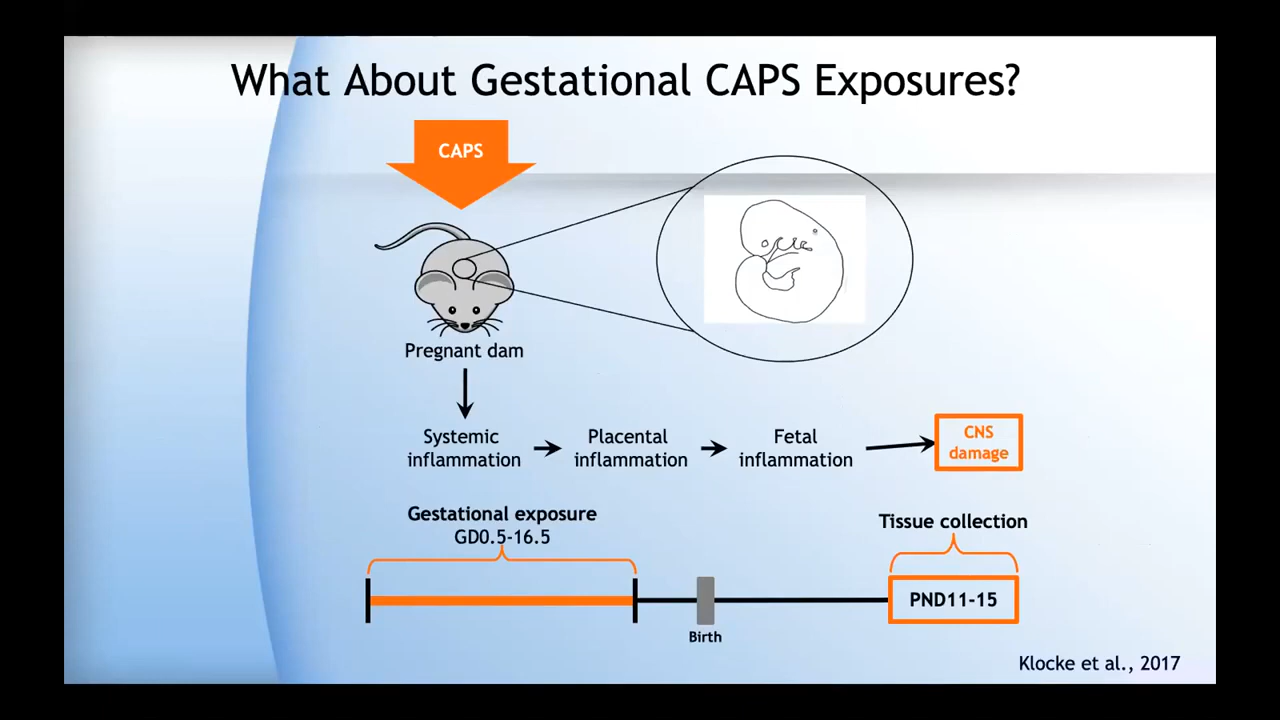 What About Gestational CAPS Exposures?
CAPS
Pregnant dam
Systemic
inflammation
Placental
inflammation
Fetal
inflammation
CNS
damage
Gestational exposure
GD0.5-16.5
Tissue collection
PND11-15
Birth
Klocke et al., 2017